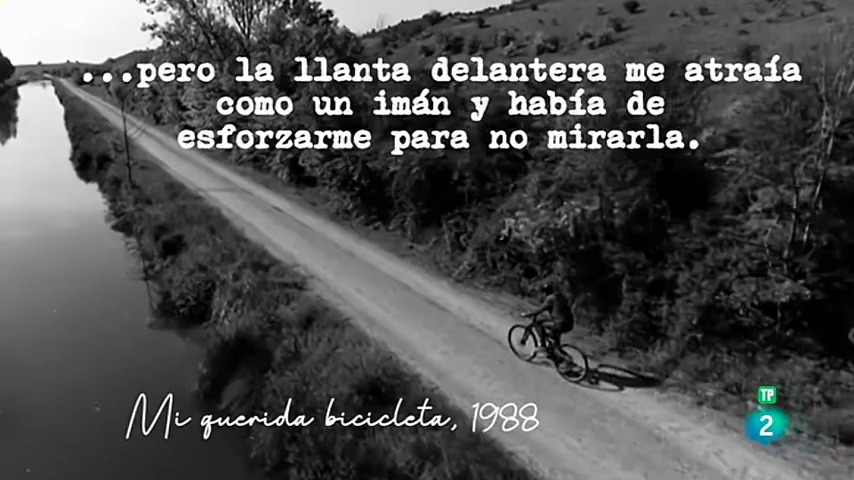 ...pero la llanta delantera me atraía
como un imán y había de
esforzarme para no mirarla.
Mi querida bicicleta, 1988
TP
2